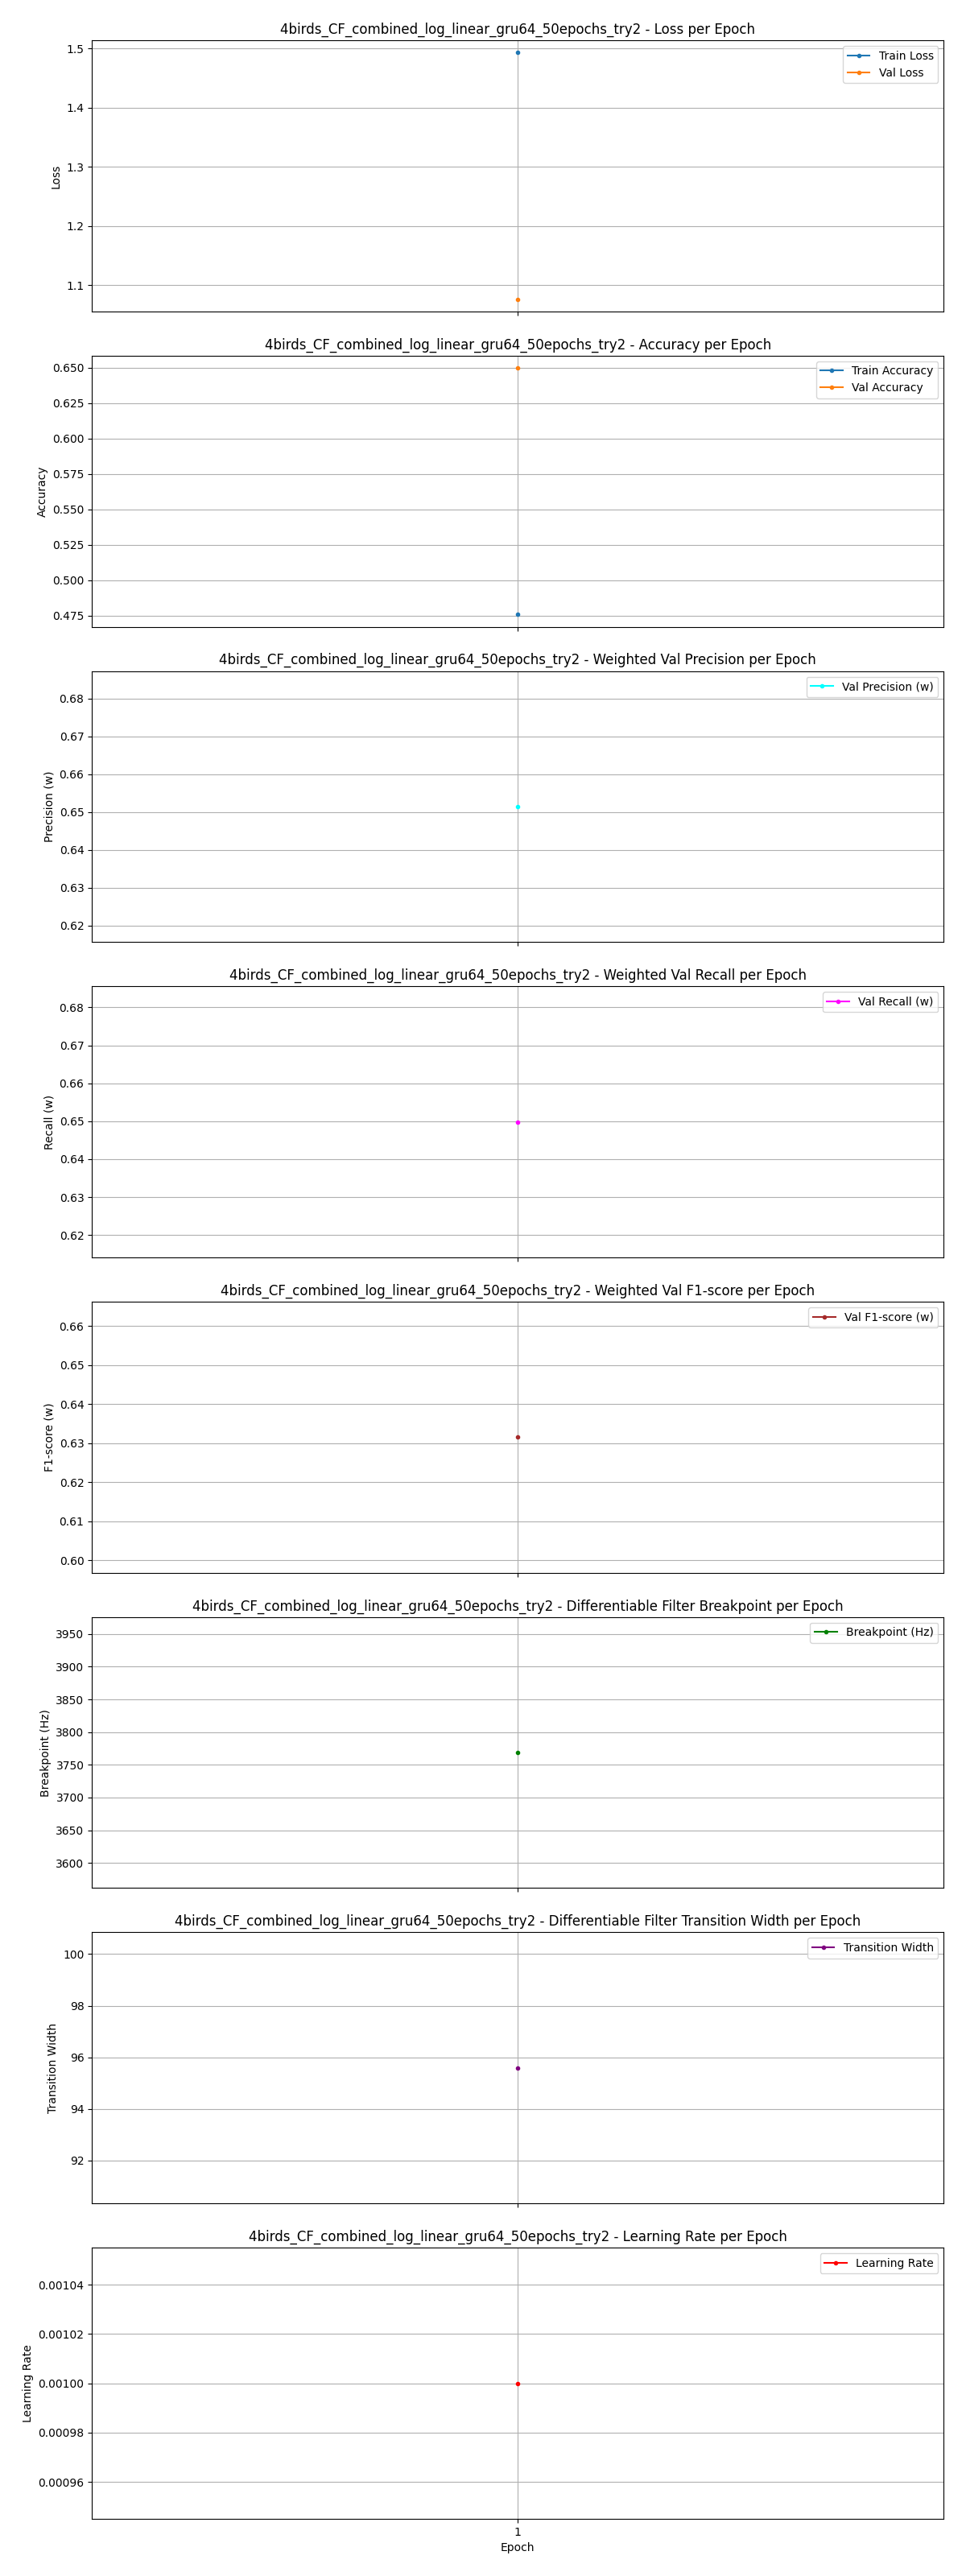 4birds_CF_combined_log_linear_gru64_50epochs_try2 - Loss per Epoch
1.5
1.4
1.3
1.2
1.1
Loss
Train Loss
Val Loss
4birds_CF_combined_log_linear_gru64_50epochs_try2 - Accuracy per Epoch
0.650
0.625
0.600
0.575
0.550
0.525
0.500
0.475
Accuracy
Train Accuracy
Val Accuracy
4birds_CF_combined_log_linear_gru64_50epochs_try2 - Weighted Val Precision per Epoch
0.68
0.67
0.66
0.65
0.64
0.63
0.62
Precision (w)
Val Precision (w)
4birds_CF_combined_log_linear_gru64_50epochs_try2 - Weighted Val Recall per Epoch
0.68
0.67
0.66
0.65
0.64
0.63
0.62
Recall (w)
Val Recall (w)
4birds_CF_combined_log_linear_gru64_50epochs_try2 - Weighted Val F1-score per Epoch
0.66
0.65
0.64
0.63
0.62
0.61
0.60
F1-score (w)
Val F1-score (w)
4birds_CF_combined_log_linear_gru64_50epochs_try2 - Differentiable Filter Breakpoint per Epoch
3950
3900
3850
3800
3750
3700
3650
3600
Breakpoint (Hz)
Breakpoint (Hz)
4birds_CF_combined_log_linear_gru64_50epochs_try2 - Differentiable Filter Transition Width per Epoch
100
98
96
94
92
Transition Width
Transition Width
4birds_CF_combined_log_linear_gru64_50epochs_try2 - Learning Rate per Epoch
0.00104
0.00102
0.00100
0.00098
0.00096
Learning Rate
Learning Rate
1
Epoch